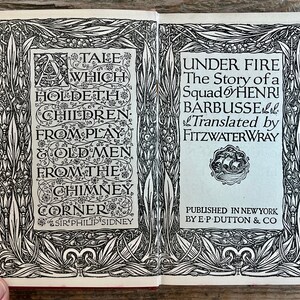 A TALE
WHICH
HOLDETH
CHILDREN
FROM PLAY
& OLD MEN
FROM THE
CHIMNEY
CORNER
SIR PHILIP SIDNEY
UNDER FIRE
The Story of a
Squad By HENRI
BARBUSSE
Translated by
FITZWATER WRAY
PUBLISHED IN NEW YORK
BY E·P·DUTTON & CO